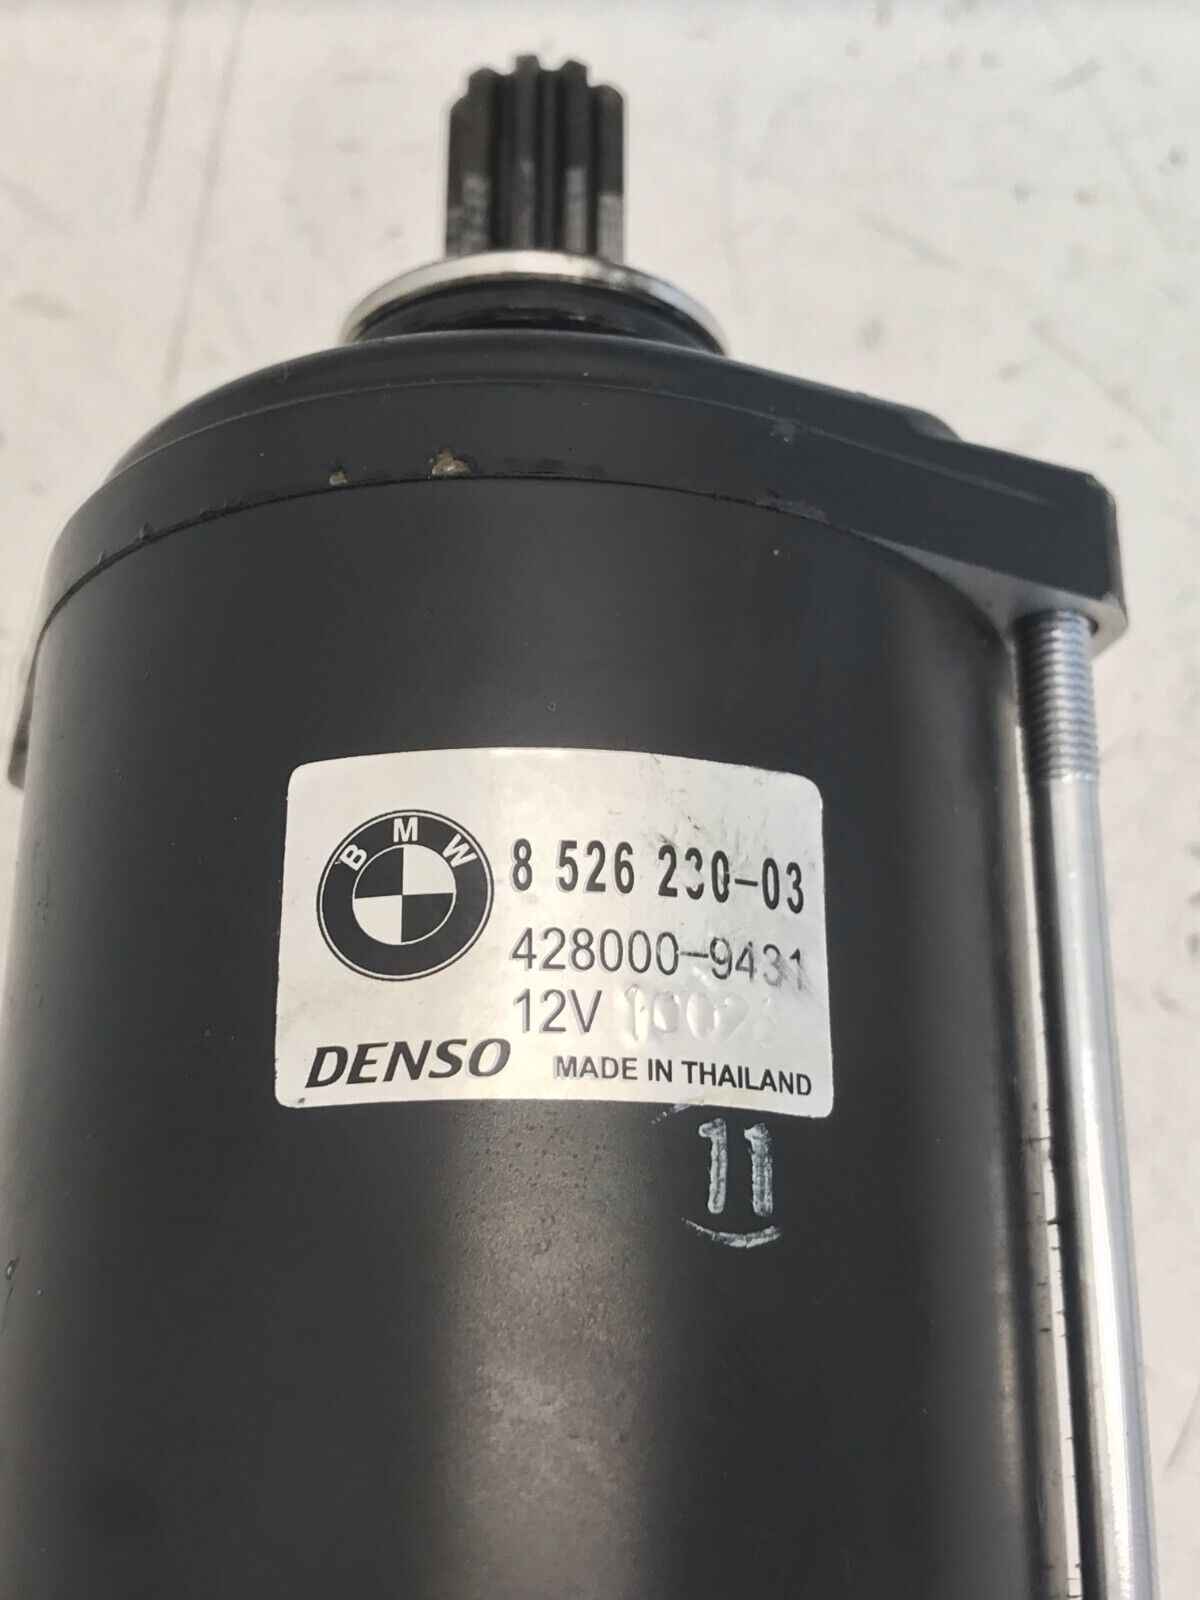 BMW
8 526 230-03
428000-9431
12V
DENSO MADE IN THAILAND
11